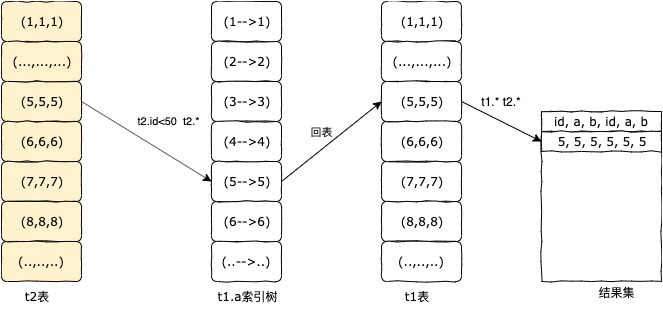 (1,1,1)
(...,...,...)
(5,5,5)
(6,6,6)
(7,7,7)
(8,8,8)
(..,..,..)
t2表
t2.id<50 t2.*
(1-->1)
(2-->2)
(3-->3)
(4-->4)
(5-->5)
(6-->6)
(..-->..)
t1.a索引树
回表
(1,1,1)
(...,...,...)
(5,5,5)
(6,6,6)
(7,7,7)
(8,8,8)
(..,..,..)
t1表
t1.* t2.*
id, a, b, id, a, b
5, 5, 5, 5, 5, 5
结果集